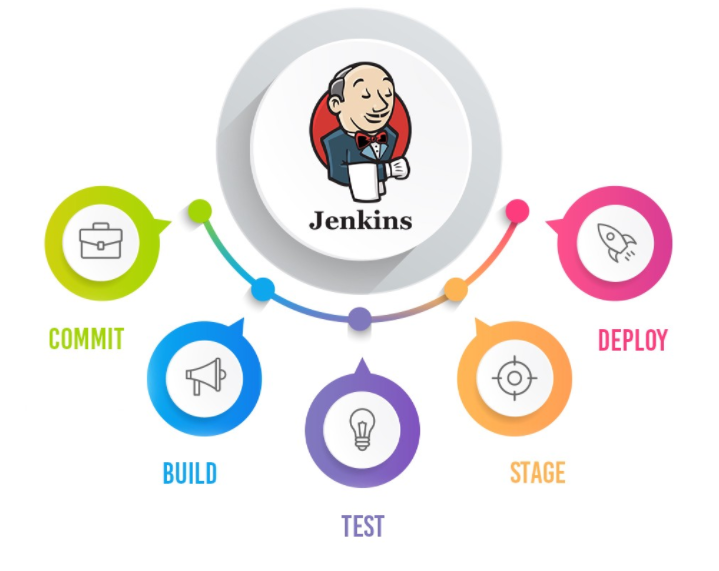 Jenkins
COMMIT
BUILD
TEST
STAGE
DEPLOY